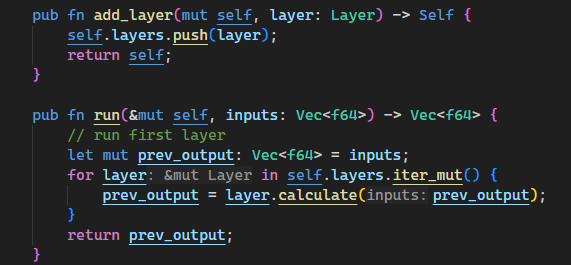 pub fn add_layer(mut self, layer: Layer) -> Self {
    self.layers.push(layer);
    return self;
}

pub fn run(&mut self, inputs: Vec<f64>) -> Vec<f64> {
    // run first layer
    let mut prev_output: Vec<f64> = inputs;
    for layer: &mut Layer in self.layers.iter_mut() {
        prev_output = layer.calculate(inputs: prev_output);
    }
    return prev_output;
}